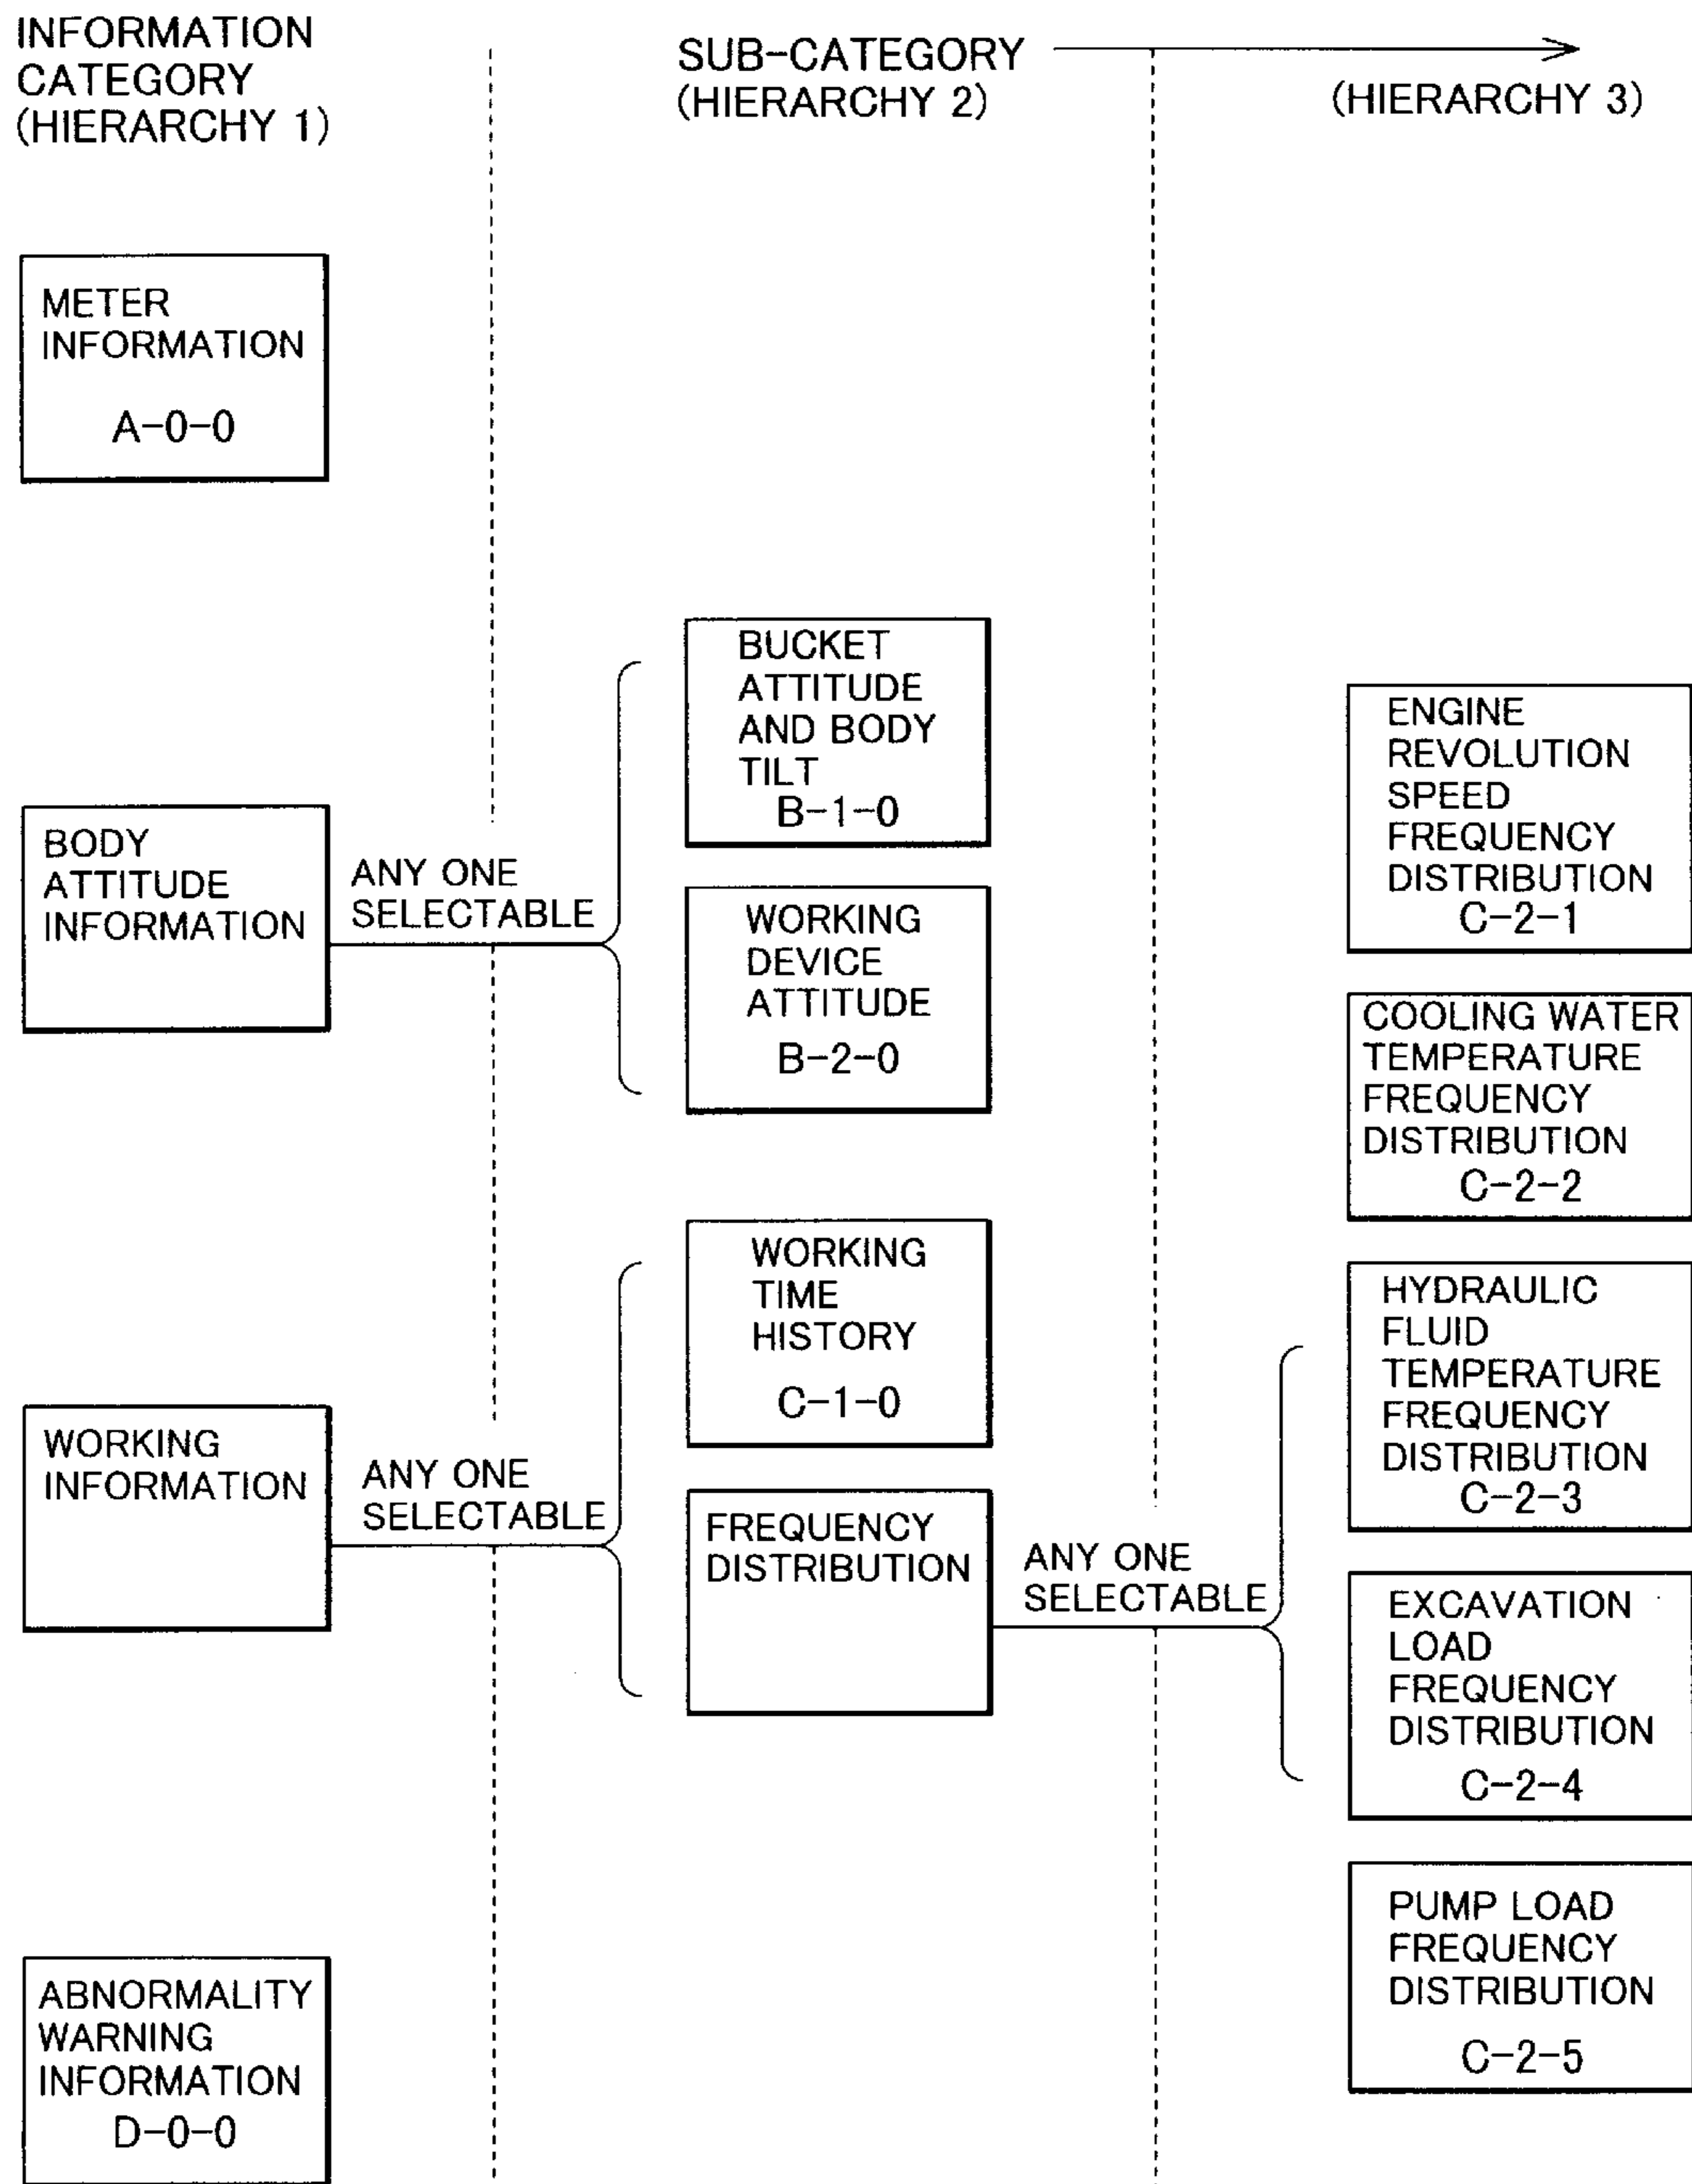 INFORMATION
CATEGORY
(HIERARCHY 1)
SUB-CATEGORY
(HIERARCHY 2)
(HIERARCHY 3)
METER
INFORMATION
A-0-0
BODY
ATTITUDE
INFORMATION
ANY ONE
SELECTABLE
BUCKET
ATTITUDE
AND BODY
TILT
B-1-0
WORKING
DEVICE
ATTITUDE
B-2-0
WORKING
INFORMATION
ANY ONE
SELECTABLE
WORKING
TIME
HISTORY
C-1-0
FREQUENCY
DISTRIBUTION
ANY ONE
SELECTABLE
ENGINE
REVOLUTION
SPEED
FREQUENCY
DISTRIBUTION
C-2-1
COOLING WATER
TEMPERATURE
FREQUENCY
DISTRIBUTION
C-2-2
HYDRAULIC
FLUID
TEMPERATURE
FREQUENCY
DISTRIBUTION
C-2-3
EXCAVATION
LOAD
FREQUENCY
DISTRIBUTION
C-2-4
PUMP LOAD
FREQUENCY
DISTRIBUTION
C-2-5
ABNORMALITY
WARNING
INFORMATION
D-0-0